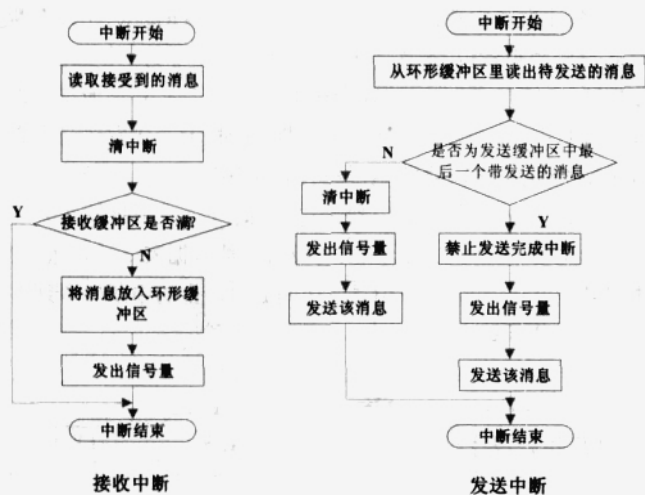 中断开始
读取接受到的消息
清中断
接收缓冲区是否满?
Y
N
将消息放入环形缓
冲区
发出信号量
中断结束
接收中断
中断开始
从环形缓冲区里读出待发送的消息
是否为发送缓冲区中最
后一个带发送的消息
N
Y
清中断
发出信号量
发送该消息
禁止发送完成中断
发出信号量
发送该消息
中断结束
发送中断